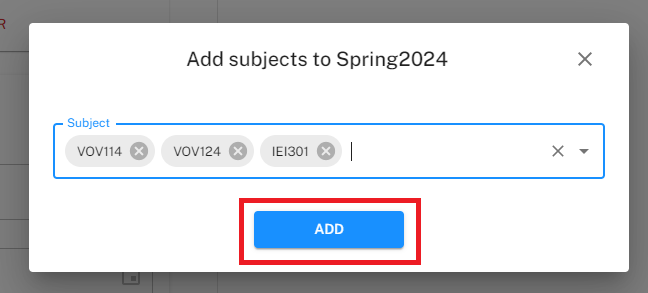 R
Add subjects to Spring2024
Subject
VOV114 VOV124 IEI301
ADD